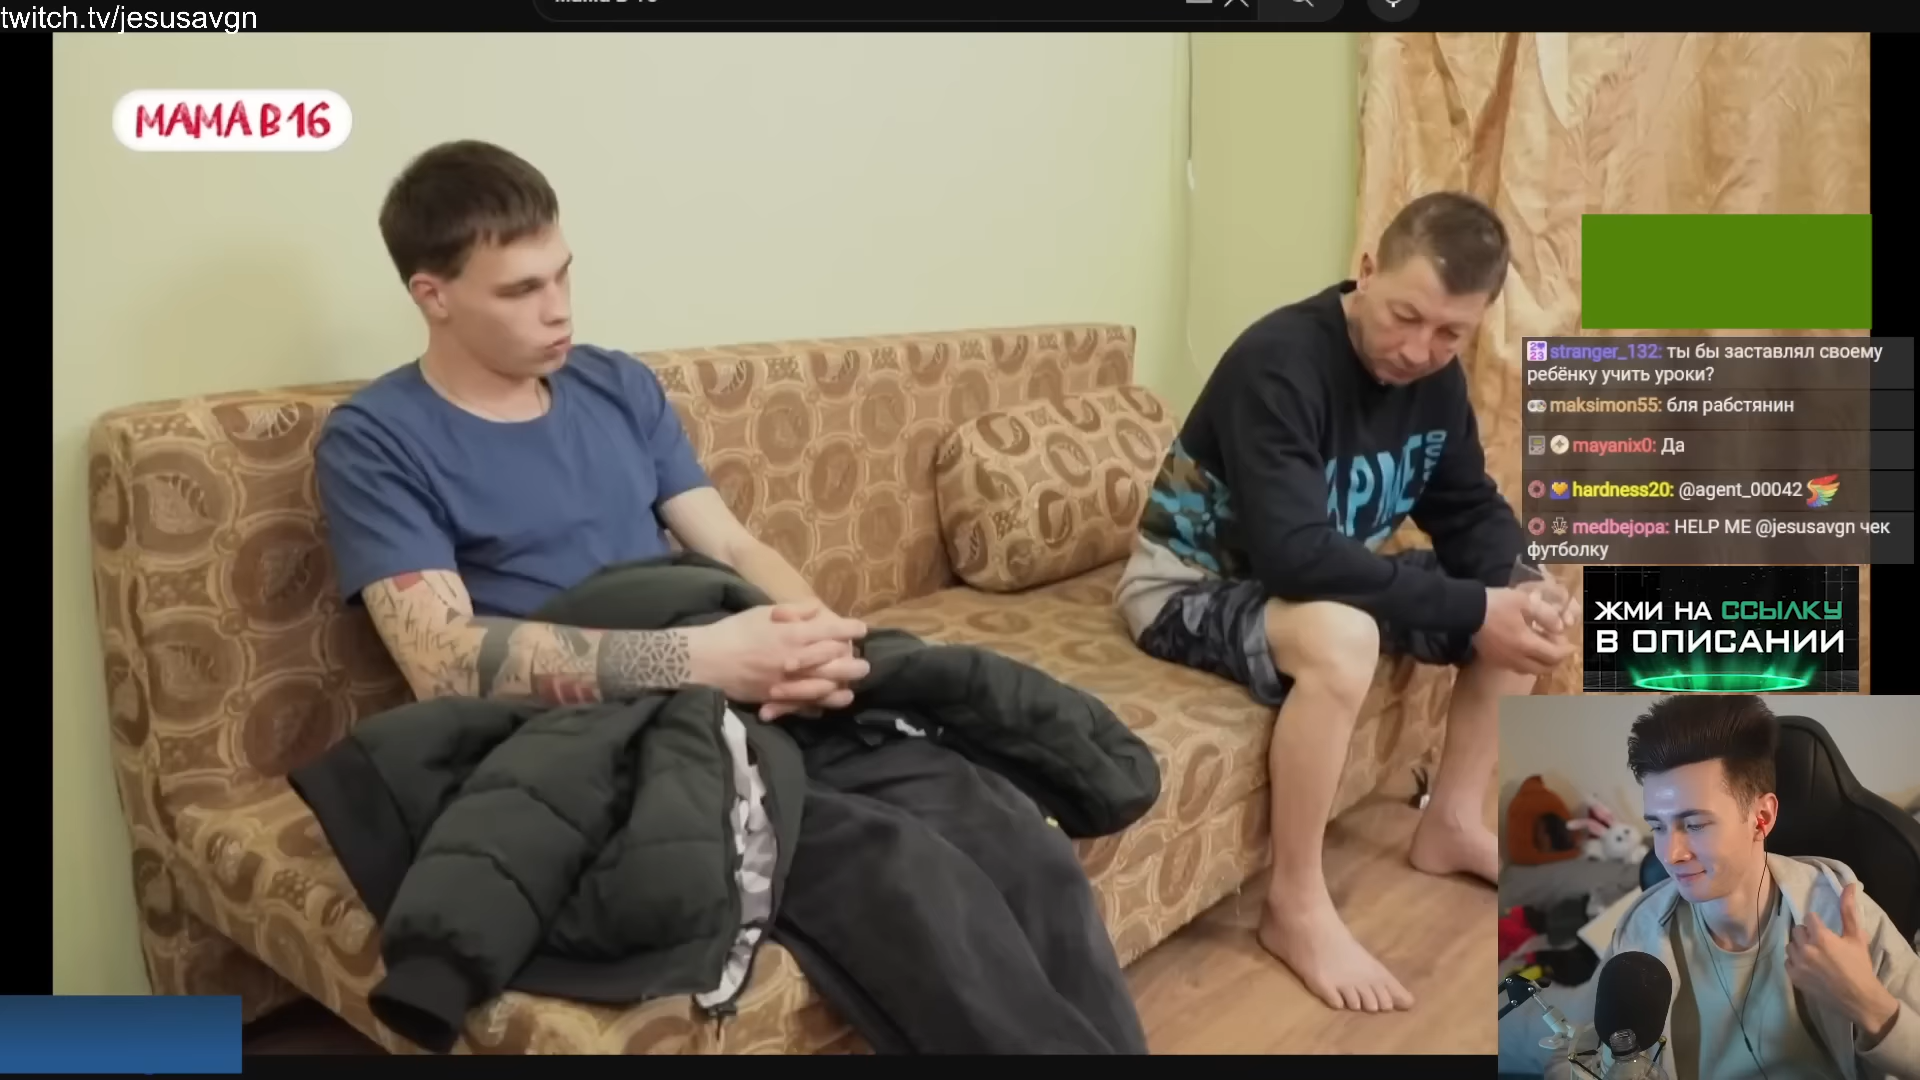 twitch.tv/jesusavgn
МАМА В 16
stranger_132: ты бы заставлял своему
ребёнку учить уроки?
maksimon55: бля рабстянин
mayanix0: Да
hardness20: @agent_00042
medbejopa: HELP ME @jesusavgn чек
футболку
ЖМИ НА ССЫЛКУ
В ОПИСАНИИ